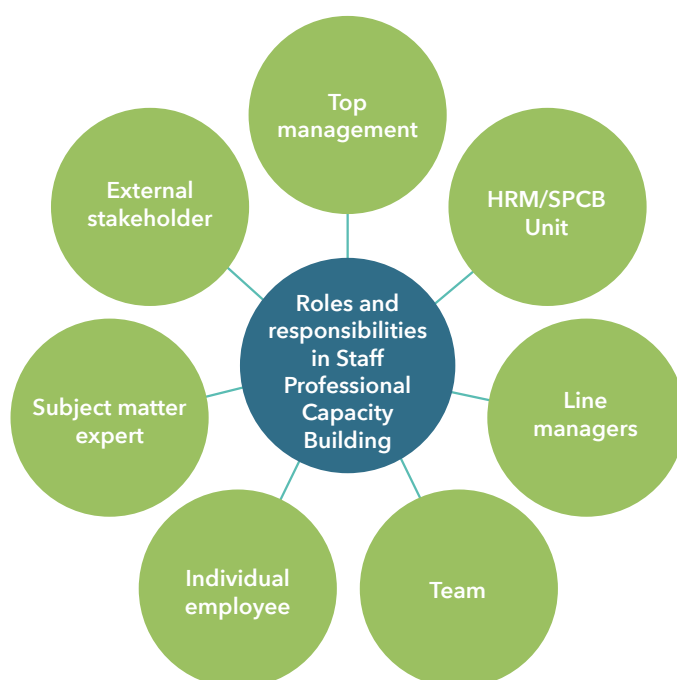 Top
management
HRM/SPCB
Unit
Line
managers
Team
Individual
employee
Subject matter
expert
External
stakeholder
Roles and
responsibilities
in Staff
Professional
Capacity
Building